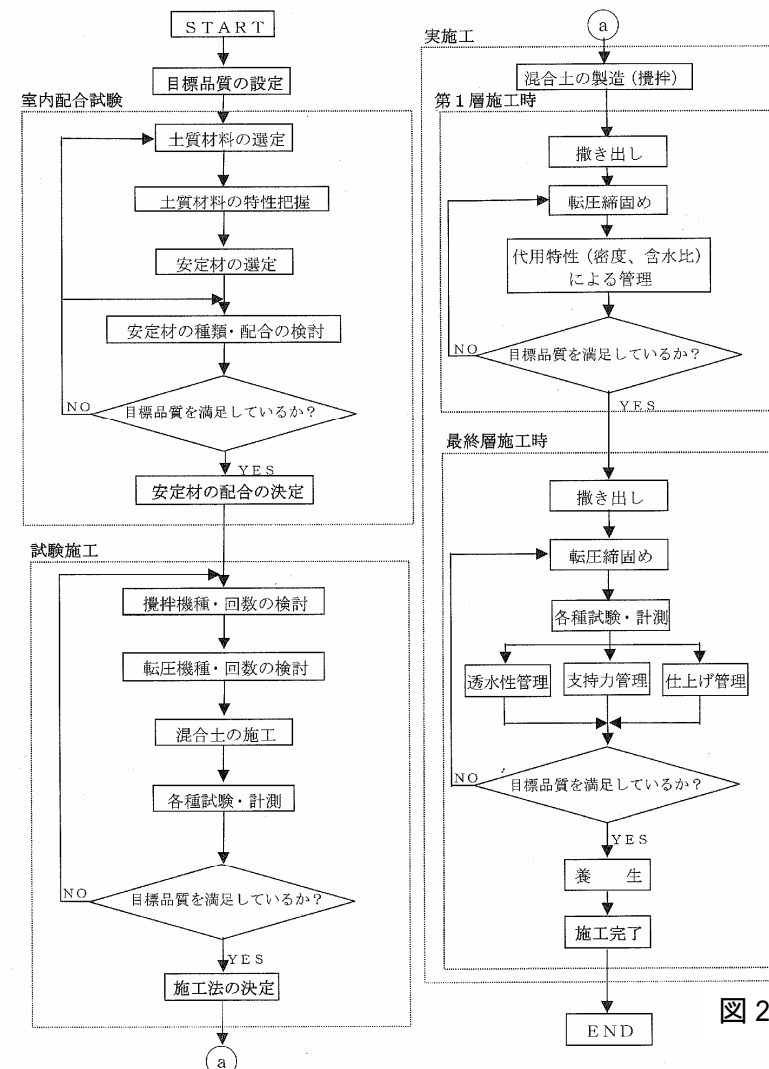 START
目標品質の設定
室内配合試験
土質材料の選定
土質材料の特性把握
安定材の選定
安定材の種類・配合の検討
目標品質を満足しているか？
NO
YES
安定材の配合の決定
試験施工
攪拌機種・回数の検討
転圧機種・回数の検討
混合土の施工
各種試験・計測
目標品質を満足しているか？
NO
YES
施工法の決定
a
a
実施工
混合土の製造（攪拌）
第１層施工時
撒き出し
転圧締固め
代用特性（密度、含水比）
による管理
目標品質を満足しているか？
NO
YES
最終層施工時
撒き出し
転圧締固め
各種試験・計測
透水性管理
支持力管理
仕上げ管理
目標品質を満足しているか？
NO
YES
養　生
施工完了
END
図 2